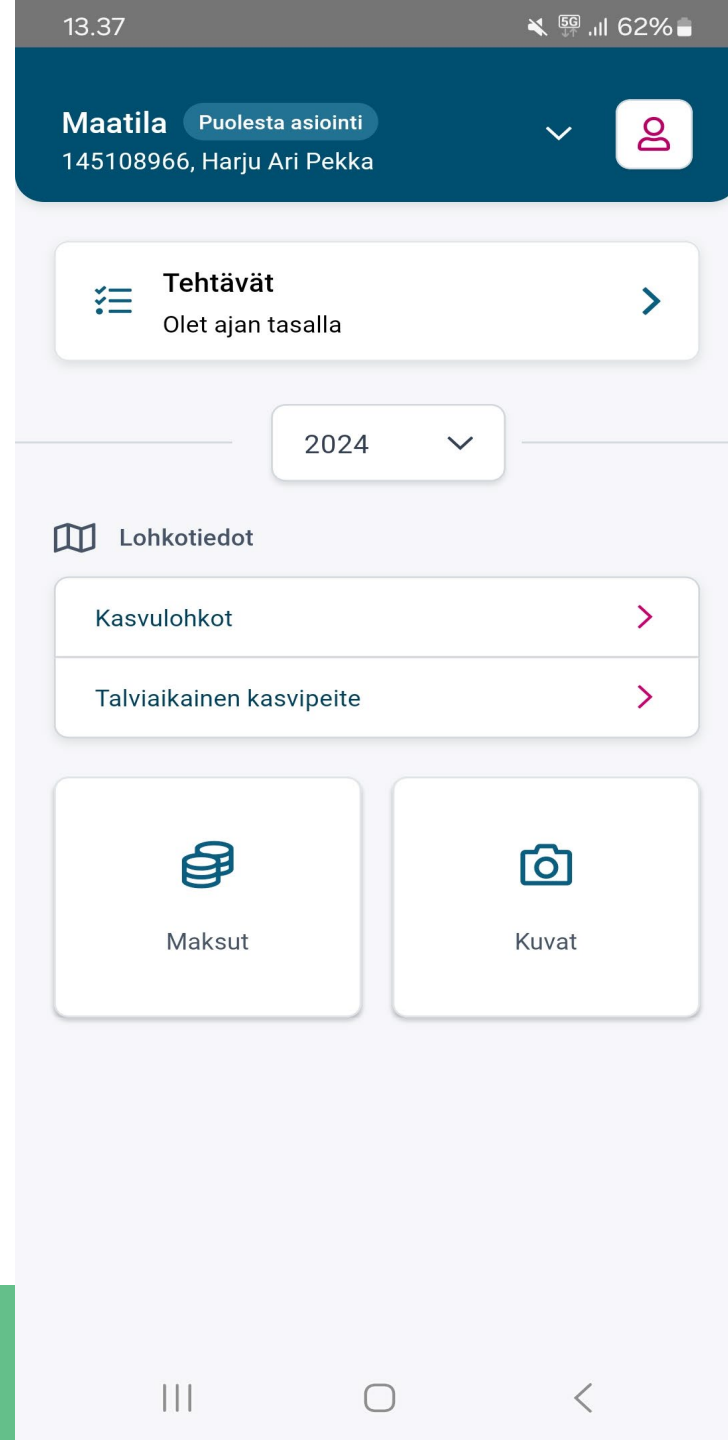 13.37
5G 62%
Maatila Puolesta asiointi
145108966, Harju Ari Pekka
Tehtävät
Olet ajan tasalla
2024
Lohkotiedot
Kasvulohkot
Talviaikainen kasvipeite
Maksut Kuvat